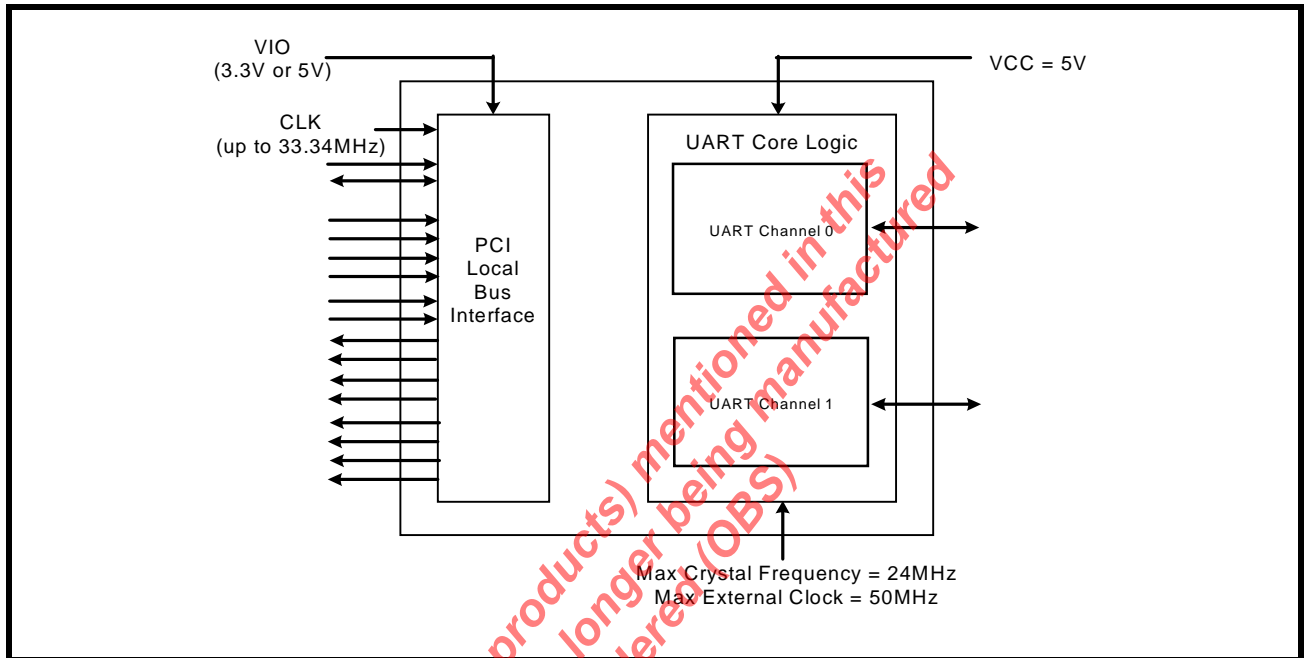 VIO
(3.3V or 5V)
VCC = 5V
CLK
(up to 33.34MHz)
UART Core Logic
UART Channel 0
PCI
Local
Bus
Interface
UART Channel 1
Max Crystal Frequency = 24MHz
Max External Clock = 50MHz
products) mentioned in this
longer being manufactured
dered (OBS)